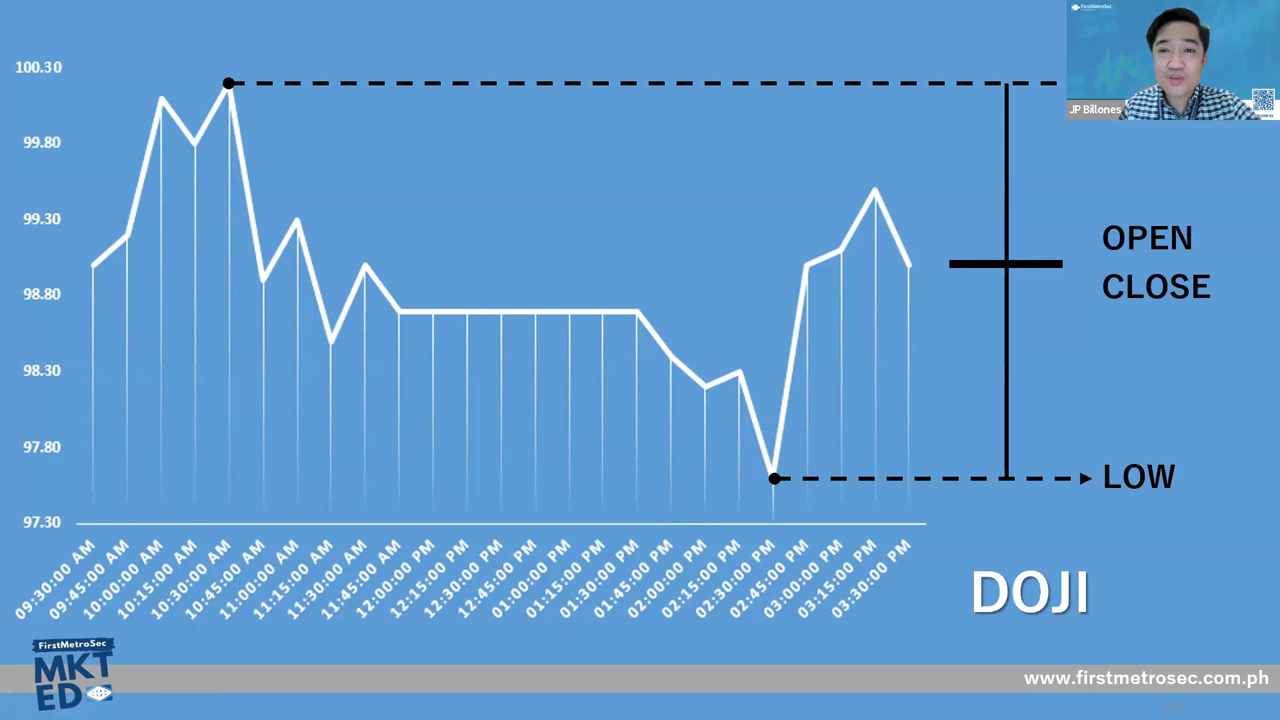 FirstMetroSec
JP Billones
100.30
99.80
99.30
98.80
98.30
97.80
97.30
OPEN
CLOSE
LOW
09:30:00 AM
09:45:00 AM
10:00:00 AM
10:15:00 AM
10:30:00 AM
10:45:00 AM
11:00:00 AM
11:15:00 AM
11:30:00 AM
11:45:00 AM
12:00:00 PM
12:15:00 PM
12:30:00 PM
12:45:00 PM
01:00:00 PM
01:15:00 PM
01:30:00 PM
01:45:00 PM
02:00:00 PM
02:15:00 PM
02:30:00 PM
02:45:00 PM
03:00:00 PM
03:15:00 PM
03:30:00 PM
DOJI
FirstMetroSec
MKT
ED
www.firstmetrosec.com.ph